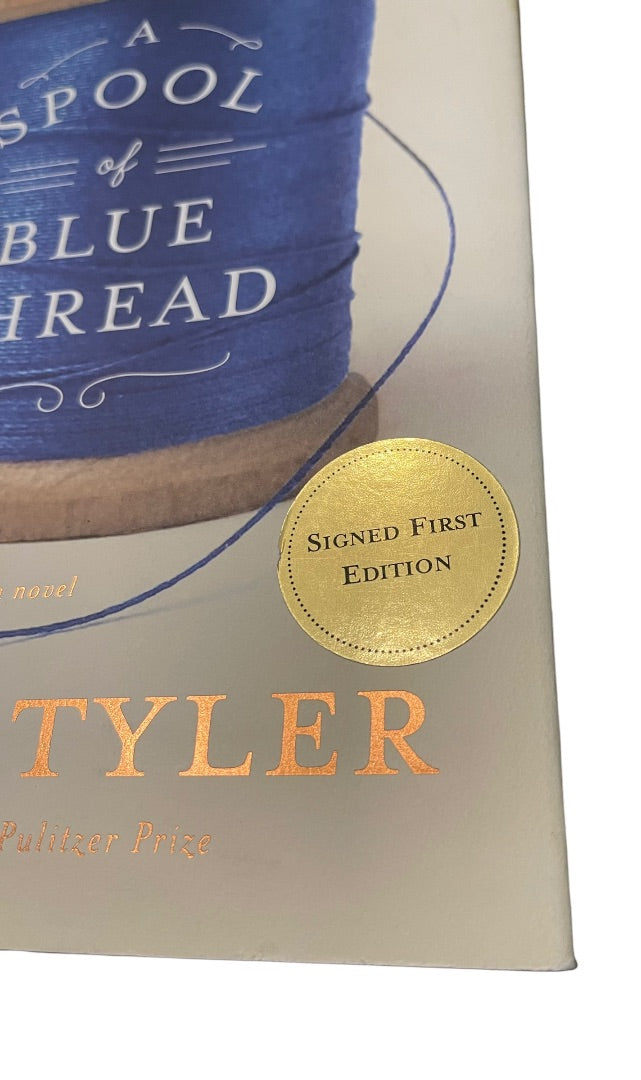 A
SPOOL
of
BLUE
HREAD
novel
SIGNED FIRST
EDITION
TYLER
Pulitzer Prize